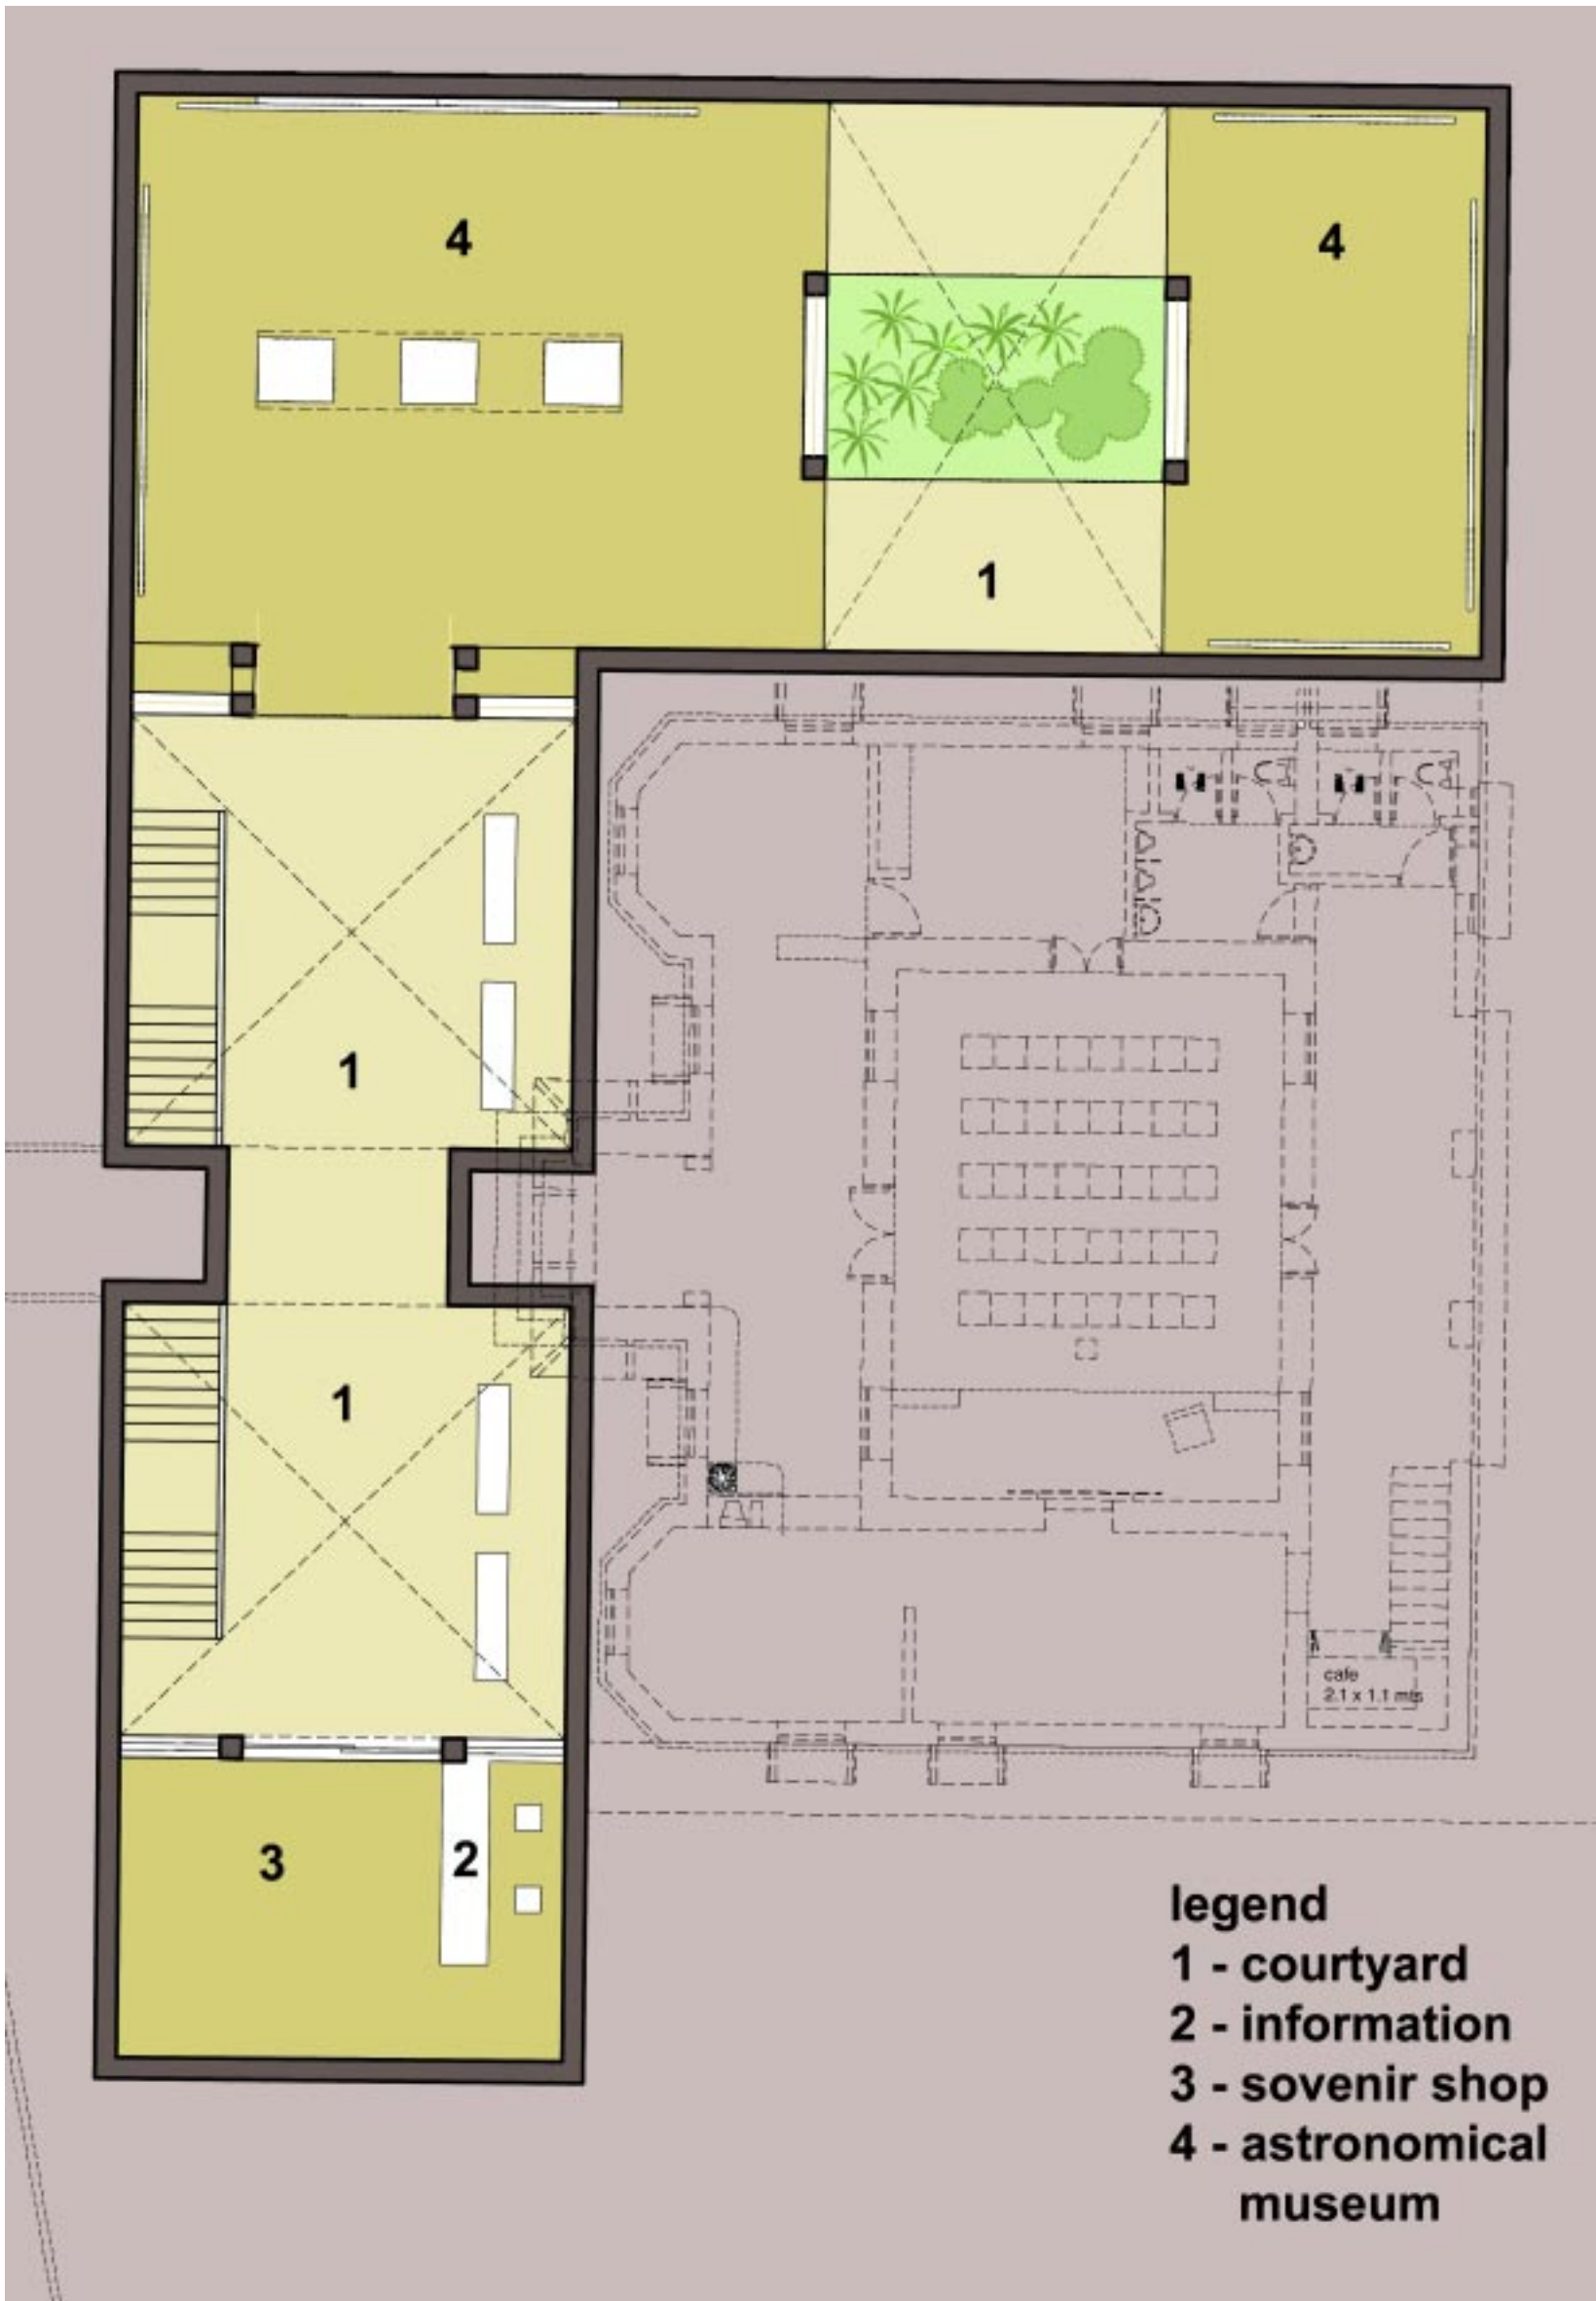 4
4
1
1
1
cafe
2.1 x 1.1 mts
3
2
legend
1 - courtyard
2 - information
3 - sovenir shop
4 - astronomical
museum